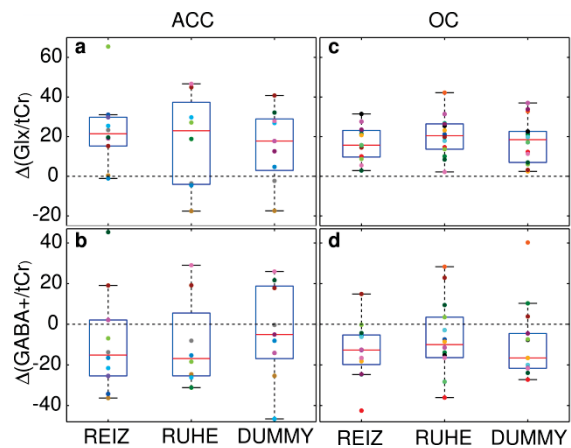 ACC OC
a c
Δ(Glx/tCr)
60
40
20
0
-20
b d
Δ(GABA+/tCr)
40
20
0
-20
-40
REIZ RUHE DUMMY REIZ RUHE DUMMY